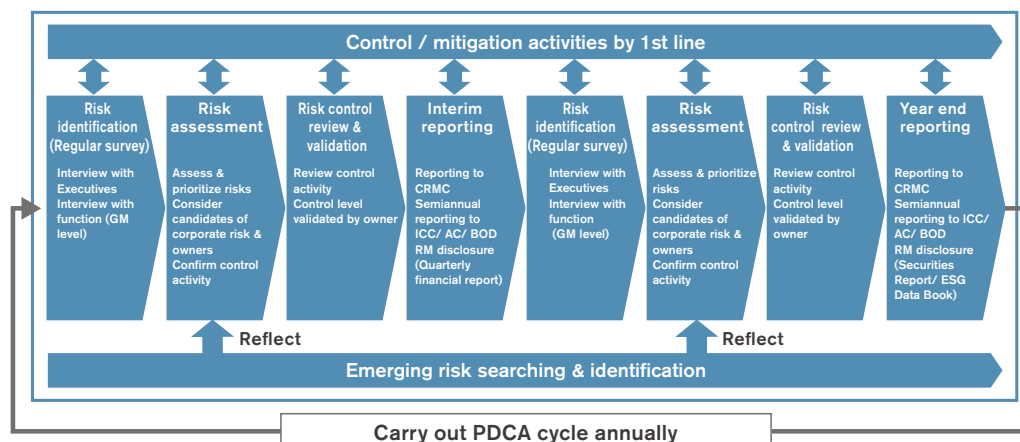 Control / mitigation activities by 1st line
Risk
identification
(Regular survey)
Interview with
Executives
Interview with
function (GM
level)
Risk
assessment
Assess &
prioritize risks
Consider
candidates of
corporate risk &
owners
Confirm control
activity
Risk control
review &
validation
Review control
activity
Control level
validated by owner
Interim
reporting
Reporting to
CRMC
Semiannual
reporting to
ICC/ AC/ BOD
RM disclosure
(Quarterly
financial report)
Risk
identification
(Regular survey)
Interview with
Executives
Interview with
function
(GM level)
Risk
assessment
Assess & prioritize
risks
Consider
candidates of
corporate risk &
owners
Confirm control
activity
Risk
control review
& validation
Review control
activity
Control level
validated by
owner
Year end
reporting
Reporting to
CRMC
Semiannual
reporting to ICC/
AC/ BOD
RM disclosure
(Securities
Report/ ESG
Data Book)
Reflect
Reflect
Emerging risk searching & identification
Carry out PDCA cycle annually